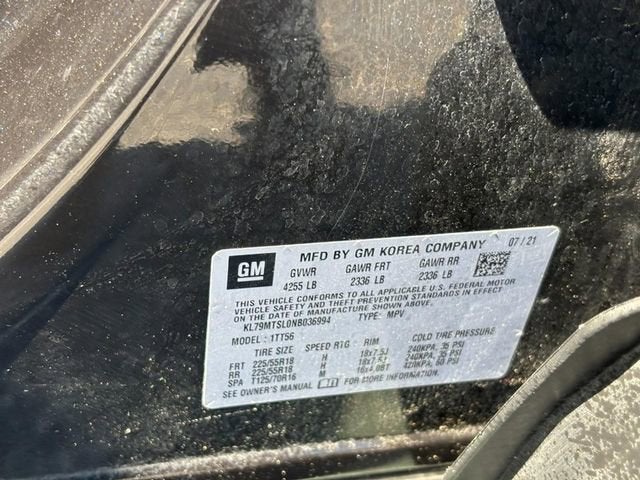 GM
MFD BY GM KOREA COMPANY 07/21
GVWR GAWR FRT GAWR RR
4255 LB 2336 LB 2336 LB
THIS VEHICLE CONFORMS TO ALL APPLICABLE U.S. FEDERAL MOTOR
VEHICLE SAFETY, BUMPER, AND THEFT PREVENTION STANDARDS
IN EFFECT ON THE DATE OF MANUFACTURE SHOWN ABOVE.
KL79MTSL0NB036994 TYPE: MPV
MODEL: 1TT56
TIRE SIZE SPEED RTG RIM COLD TIRE PRESSURE
FRT 225/55R18 H 18x7.5J 240KPA, 35 PSI
RR 225/55R18 H 18x7.5J 240KPA, 35 PSI
SPA T125/70R16 M 16x4.0BT 420KPA, 60 PSI
SEE OWNER'S MANUAL FOR MORE INFORMATION.